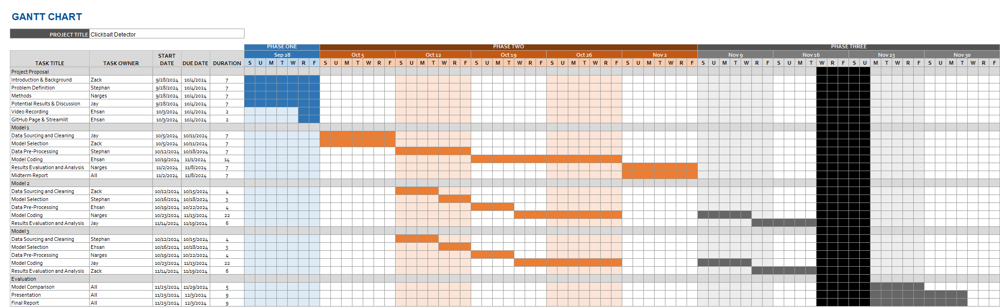 GANTT CHART
PROJECT TITLE Clickbait Detector
PHASE ONE PHASE TWO PHASE THREE
TASK TITLE TASK OWNER START DATE DUE DATE DURATION Sep 28 Oct 5 Oct 12 Oct 19 Oct 26 Nov 2 Nov 9 Nov 16 Nov 23 Nov 30
S U M T W R F S U M T W R F S U M T W R F S U M T W R F S U M T W R F S U M T W R F S U M T W R F S U M T W R F S U M T W R F S U M T W R F
Project Proposal
Introduction & Background Zack 9/28/2024 10/4/2024 7
Problem Definition Stephan 9/28/2024 10/4/2024 7
Methods Narges 9/28/2024 10/4/2024 7
Potential Results & Discussion Jay 9/28/2024 10/4/2024 7
Video Recording Ehsan 10/3/2024 10/4/2024 2
GitHub Page & Streamlit Ehsan 10/3/2024 10/4/2024 2
Model 1
Data Sourcing and Cleaning Jay 10/5/2024 10/11/2024 7
Model Selection Zack 10/5/2024 10/11/2024 7
Data Pre-Processing Stephan 10/12/2024 10/18/2024 7
Model Coding Ehsan 10/19/2024 11/1/2024 14
Results Evaluation and Analysis Narges 11/2/2024 11/8/2024 7
Midterm Report All 11/2/2024 11/8/2024 7
Model 2
Data Sourcing and Cleaning Zack 10/12/2024 10/15/2024 4
Model Selection Stephan 10/16/2024 10/18/2024 3
Data Pre-Processing Ehsan 10/19/2024 10/22/2024 4
Model Coding Narges 10/23/2024 11/13/2024 22
Results Evaluation and Analysis Jay 11/14/2024 11/19/2024 6
Model 3
Data Sourcing and Cleaning Stephan 10/12/2024 10/15/2024 4
Model Selection Ehsan 10/16/2024 10/18/2024 3
Data Pre-Processing Narges 10/19/2024 10/22/2024 4
Model Coding Jay 10/23/2024 11/13/2024 22
Results Evaluation and Analysis Zack 11/14/2024 11/19/2024 6
Evaluation
Model Comparison All 11/25/2024 11/29/2024 5
Presentation All 11/25/2024 12/3/2024 9
Final Report All 11/25/2024 12/3/2024 9